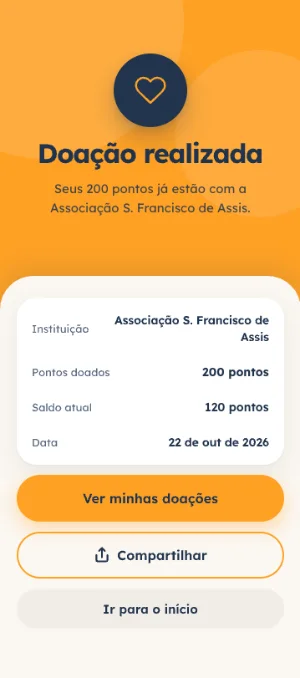 Doação realizada
Seus 200 pontos já estão com a
Associação S. Francisco de Assis.
Instituição
Associação S. Francisco de
Assis
Pontos doados
200 pontos
Saldo atual
120 pontos
Data
22 de out de 2026
Ver minhas doações
Compartilhar
Ir para o início